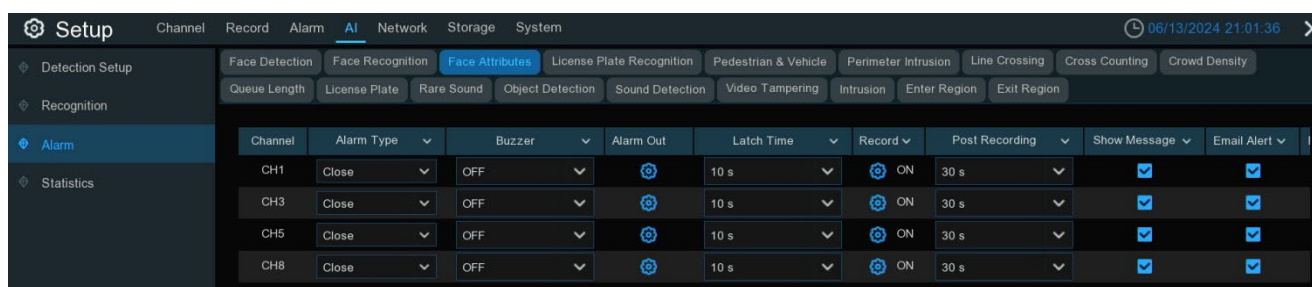 Setup Channel Record Alarm AI Network Storage System 06/13/2024 21:01:36
Detection Setup
Recognition
Alarm
Statistics
Face Detection Face Recognition Face Attributes License Plate Recognition Pedestrian & Vehicle Perimeter Intrusion Line Crossing Cross Counting Crowd Density
Queue Length License Plate Rare Sound Object Detection Sound Detection Video Tampering Intrusion Enter Region Exit Region
Channel Alarm Type Buzzer Alarm Out Latch Time Record Post Recording Show Message Email Alert
CH1 Close OFF 10 s ON 30 s
CH3 Close OFF 10 s ON 30 s
CH5 Close OFF 10 s ON 30 s
CH8 Close OFF 10 s ON 30 s